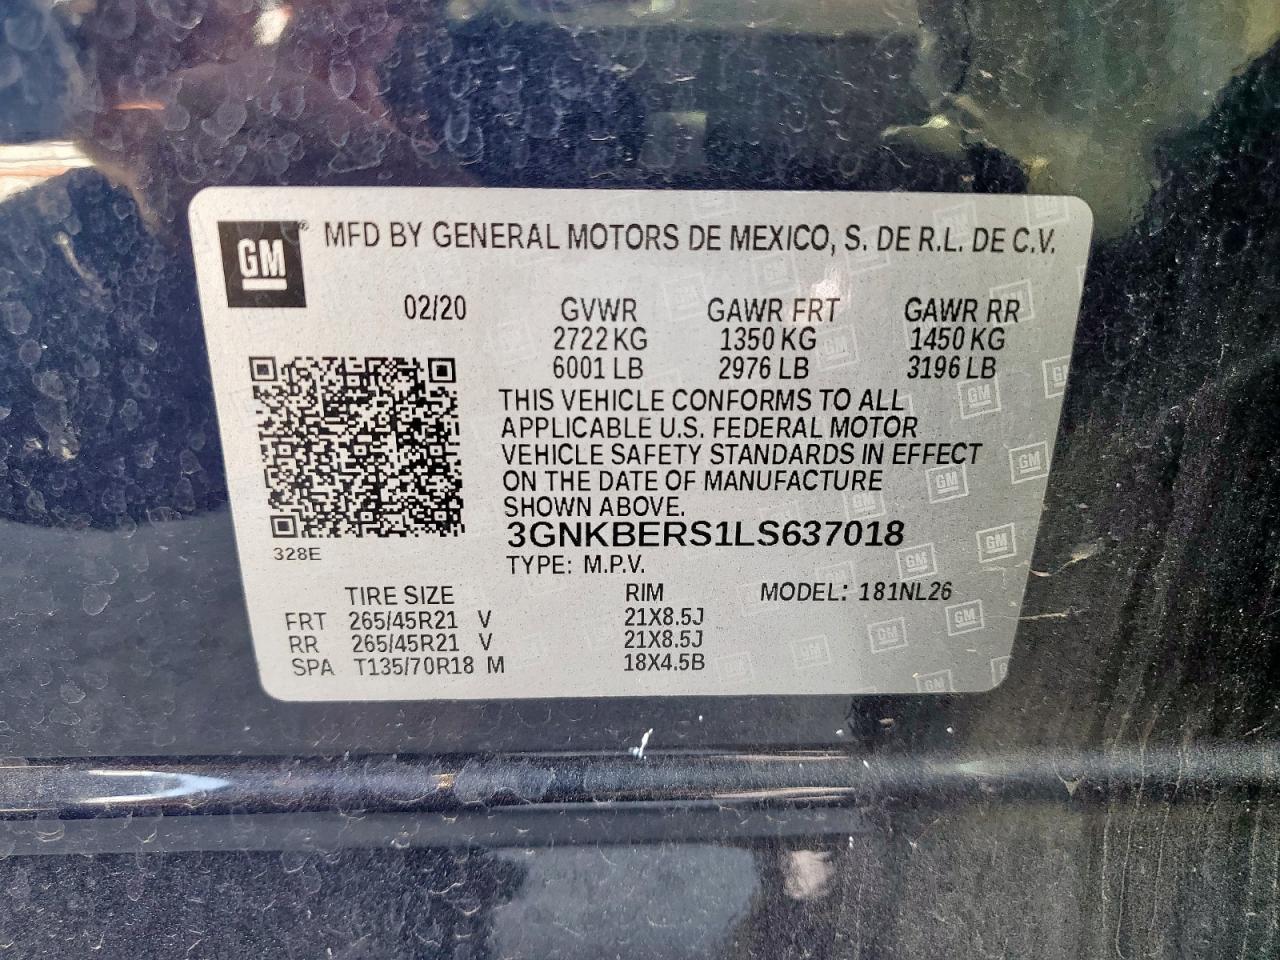 GM® MFD BY GENERAL MOTORS DE MEXICO, S. DE R.L. DE C.V.
02/20 GVWR GAWR FRT GAWR RR
2722 KG 1350 KG 1450 KG
6001 LB 2976 LB 3196 LB
THIS VEHICLE CONFORMS TO ALL
APPLICABLE U.S. FEDERAL MOTOR
VEHICLE SAFETY STANDARDS IN EFFECT
ON THE DATE OF MANUFACTURE
SHOWN ABOVE.
3GNKBERS1LS637018
328E
TYPE: M.P.V.
TIRE SIZE RIM MODEL: 181NL26
FRT 265/45R21 V 21X8.5J
RR 265/45R21 V 21X8.5J
SPA T135/70R18 M 18X4.5B